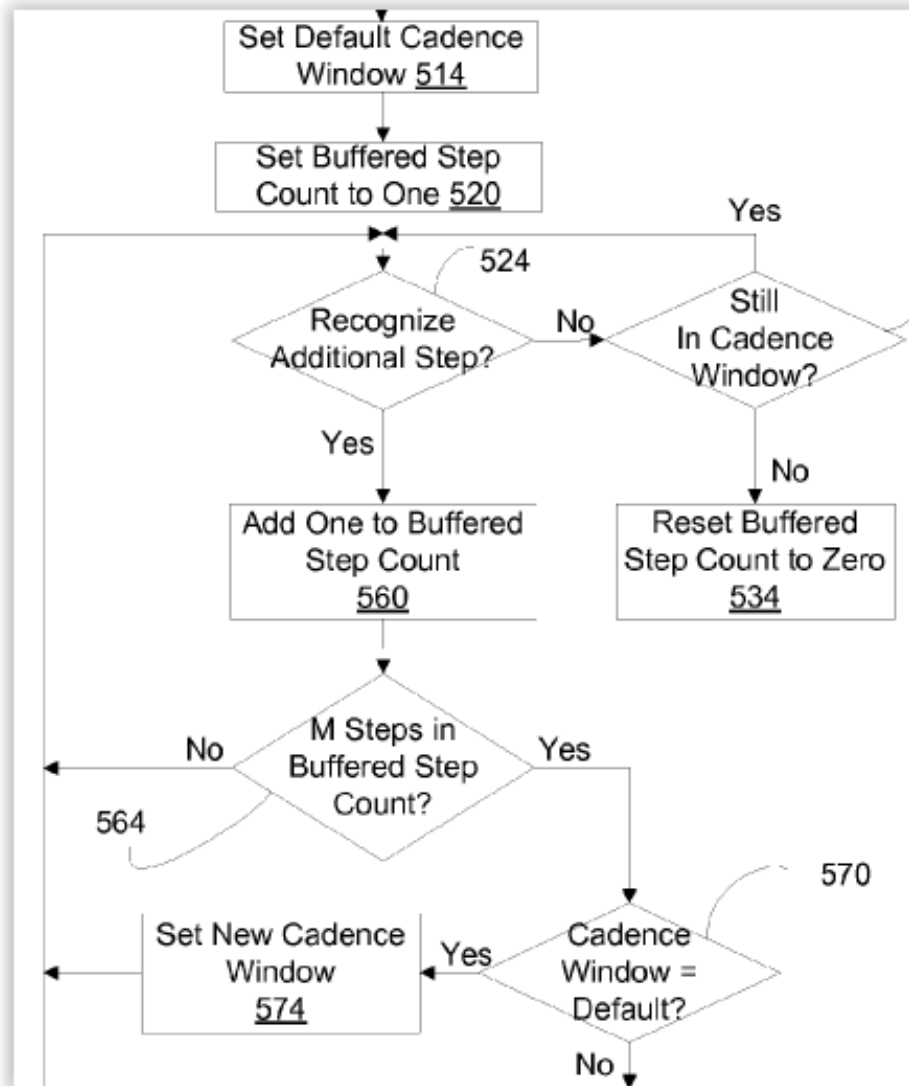 Set Default Cadence
Window 514
Set Buffered Step
Count to One 520
Yes
524
Recognize
Additional Step?
No
Still
In Cadence
Window?
Yes
No
Add One to Buffered
Step Count
560
Reset Buffered
Step Count to Zero
534
M Steps in
Buffered Step
Count?
No
Yes
564
570
Set New Cadence
Window
574
Yes
Cadence
Window =
Default?
No